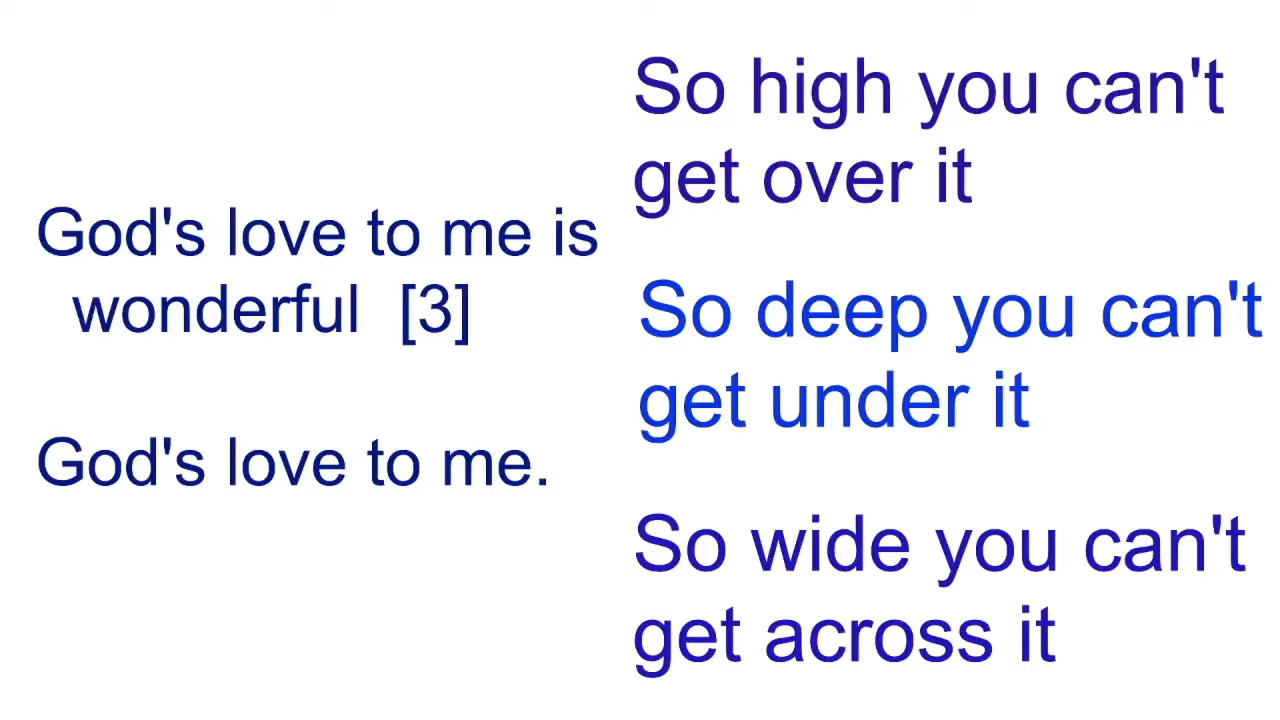 God's love to me is
wonderful [3]
God's love to me.
So high you can't
get over it
So deep you can't
get under it
So wide you can't
get across it